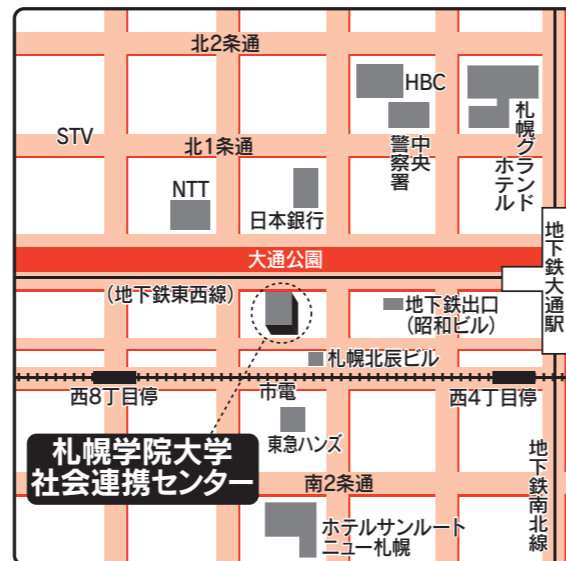 北2条通
HBC
STV
北1条通
中央
警察署
札幌グランド
ホテル
NTT
日本銀行
大通公園
地下鉄大通駅
(地下鉄東西線)
地下鉄出口
(昭和ビル)
札幌北辰ビル
西8丁目停
市電
西4丁目停
東急ハンズ
札幌学院大学
社会連携センター
南2条通
地下鉄南北線
ホテルサンルート
ニュー札幌